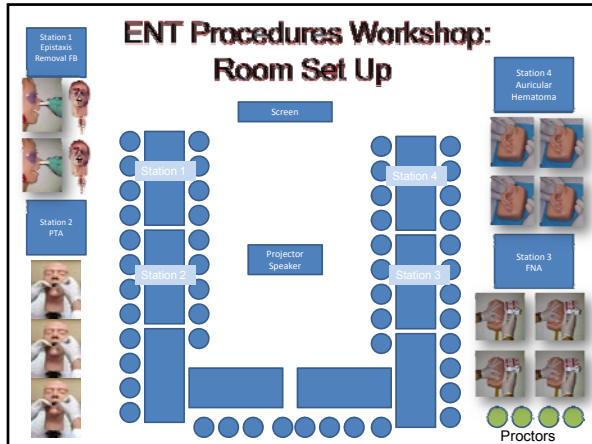 ENT Procedures Workshop:
Room Set Up
Station 1
Epistaxis
Removal FB
Station 2
PTA
Screen
Station 1
Station 2
Projector
Speaker
Station 4
Station 3
Station 4
Auricular
Hematoma
Station 3
FNA
Proctors